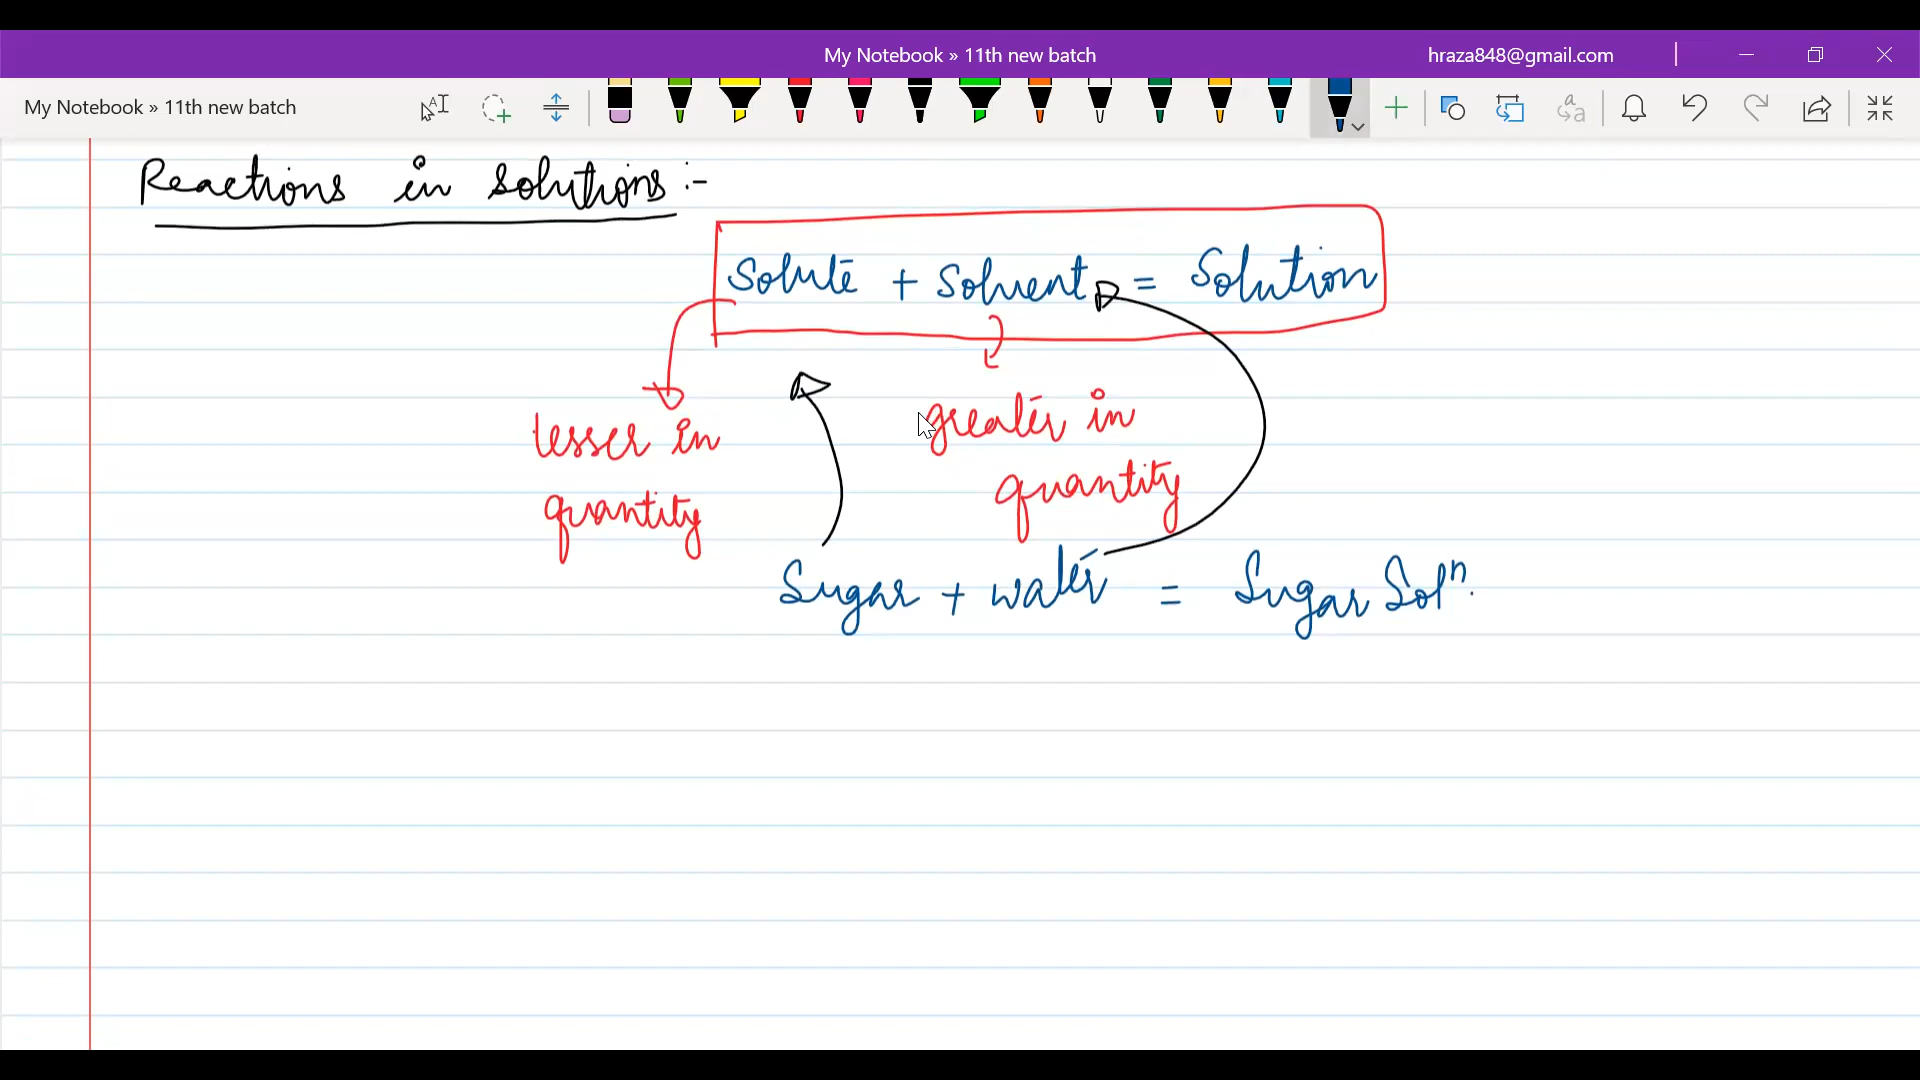 My Notebook » 11th new batch
hraza848@gmail.com
My Notebook » 11th new batch
Reactions in solutions :-
Solute + Solvent = Solution
lesser in
quantity
greater in
quantity
Sugar + water = Sugar Solⁿ.